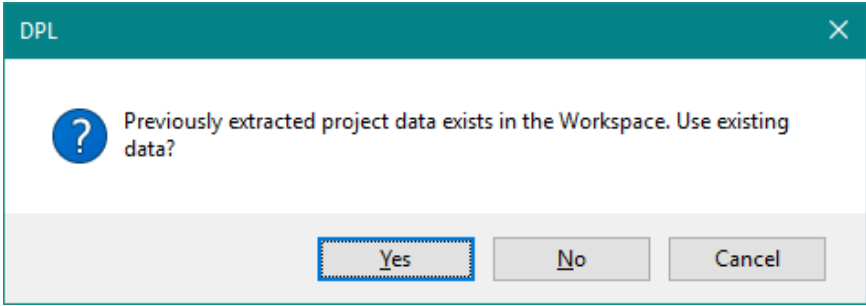 DPL
Previously extracted project data exists in the Workspace. Use existing
data?
Yes
No
Cancel